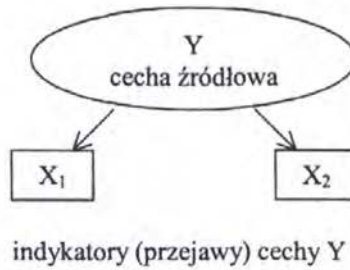 Y
cecha źródłowa
X₁
X₂
indykatory (przejawy) cechy Y